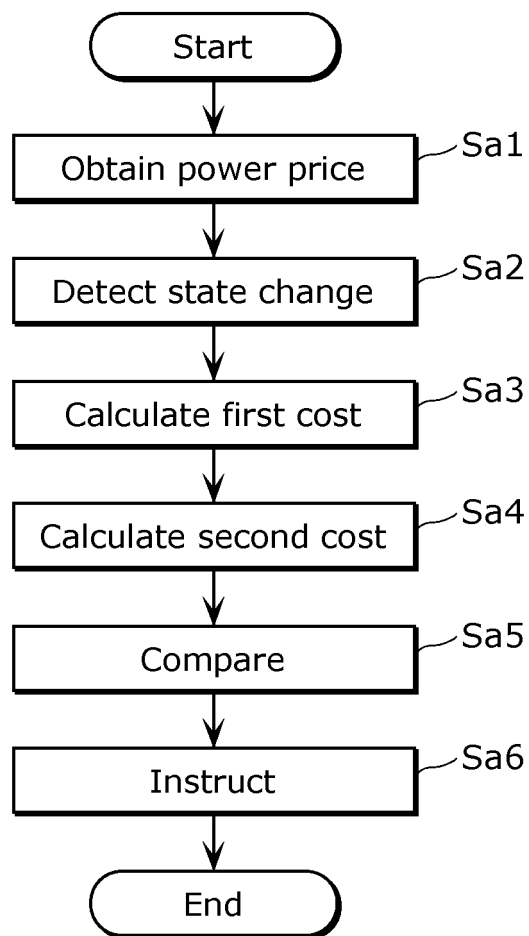 Start
Sa1
Obtain power price
Sa2
Detect state change
Sa3
Calculate first cost
Sa4
Calculate second cost
Sa5
Compare
Sa6
Instruct
End